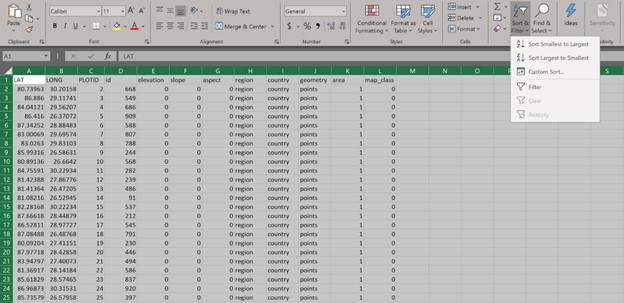 Calibri 11 A A Wrap Text General Insert Σ
Paste B I U A Merge & Center $ % 9 Conditional Formatting Format as Table Cell Styles Delete Format Sort & Filter Find & Select Ideas Sensitivity
Clipboard Font Alignment Number Styles Cells
A1 fx LAT
Sort Smallest to Largest
Sort Largest to Smallest
Custom Sort...
Filter
Clear
Reapply
A B C D E F G H I J K L M N O S
1 LAT LONG PLOTID id elevation slope aspect region country geometry area map_class
2 80.73963 30.20158 2 668 0 0 0 region country points 1 0
3 86.886 29.11741 3 549 0 0 0 region country points 1 0
4 84.04121 29.56207 4 686 0 0 0 region country points 1 0
5 86.416 26.37072 5 909 0 0 0 region country points 1 0
6 87.34252 28.88483 6 588 0 0 0 region country points 1 0
7 83.00069 29.69574 7 807 0 0 0 region country points 1 0
8 83.0263 29.83103 8 788 0 0 0 region country points 1 0
9 85.99316 26.58631 9 244 0 0 0 region country points 1 0
10 80.89136 26.6642 10 568 0 0 0 region country points 1 0
11 84.75591 30.22934 11 282 0 0 0 region country points 1 0
12 81.42388 27.86776 12 239 0 0 0 region country points 1 0
13 81.41364 26.47205 13 486 0 0 0 region country points 1 0
14 81.08216 26.52945 14 91 0 0 0 region country points 1 0
15 82.28168 30.22234 15 537 0 0 0 region country points 1 0
16 87.66618 28.44879 16 212 0 0 0 region country points 1 0
17 86.52811 28.97727 17 545 0 0 0 region country points 1 0
18 87.08488 26.48768 18 791 0 0 0 region country points 1 0
19 80.09204 27.41151 19 230 0 0 0 region country points 1 0
20 87.97718 28.42858 20 446 0 0 0 region country points 1 0
21 83.94797 27.40073 21 494 0 0 0 region country points 1 0
22 81.36917 28.14184 22 586 0 0 0 region country points 1 0
23 85.61829 28.57465 23 837 0 0 0 region country points 1 0
24 86.96873 30.31531 24 920 0 0 0 region country points 1 0
25 85.73579 26.57958 25 397 0 0 0 region country points 1 0